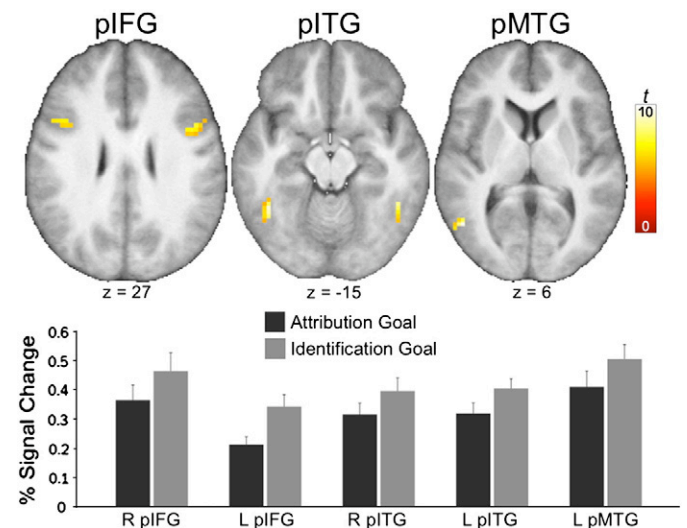 pIFG pITG pMTG
t
10
0
z = 27 z = -15 z = 6
Attribution Goal
Identification Goal
% Signal Change
0.6
0.5
0.4
0.3
0.2
0.1
0
R pIFG L pIFG R pITG L pITG L pMTG